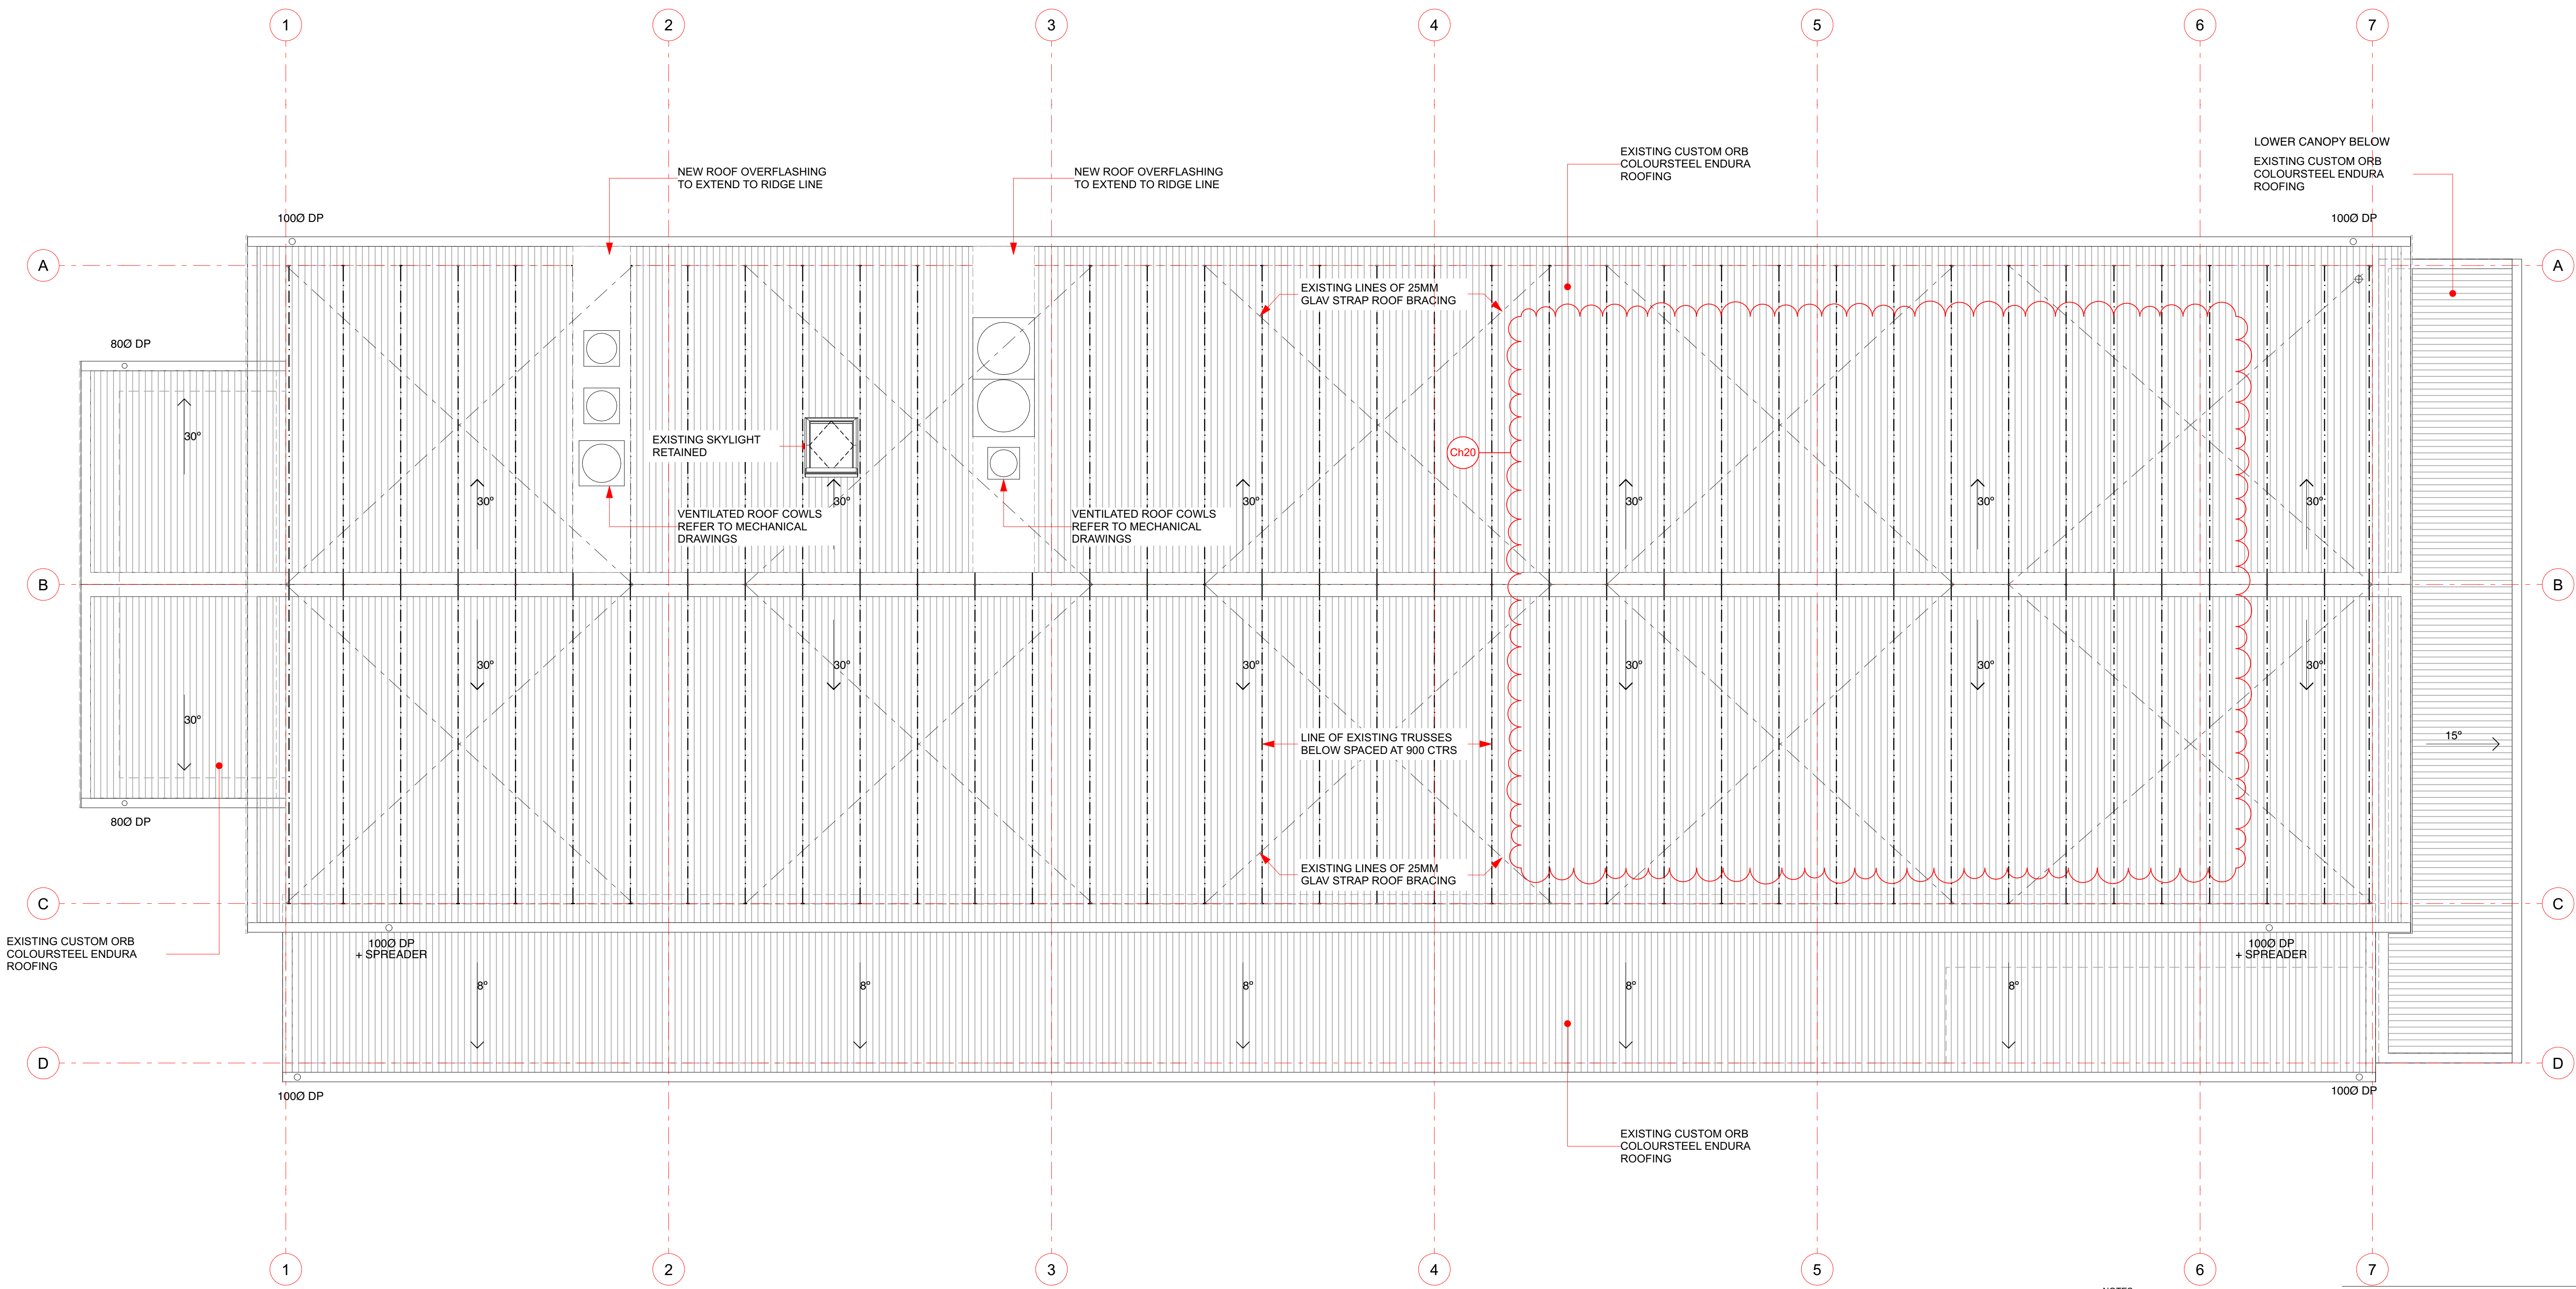 1
2
3
4
5
6
7
LOWER CANOPY BELOW
EXISTING CUSTOM ORB
COLOURSTEEL ENDURA
ROOFING
EXISTING CUSTOM ORB
COLOURSTEEL ENDURA
ROOFING
NEW ROOF OVERFLASHING
TO EXTEND TO RIDGE LINE
NEW ROOF OVERFLASHING
TO EXTEND TO RIDGE LINE
100Ø DP
100Ø DP
A
A
EXISTING LINES OF 25MM
GLAV STRAP ROOF BRACING
80Ø DP
30°
EXISTING SKYLIGHT
RETAINED
Ch20
30°
30°
30°
30°
30°
30°
VENTILATED ROOF COWLS
REFER TO MECHANICAL
DRAWINGS
VENTILATED ROOF COWLS
REFER TO MECHANICAL
DRAWINGS
B
B
30°
30°
30°
30°
30°
30°
30°
LINE OF EXISTING TRUSSES
BELOW SPACED AT 900 CTRS
15°
80Ø DP
EXISTING LINES OF 25MM
GLAV STRAP ROOF BRACING
C
C
EXISTING CUSTOM ORB
COLOURSTEEL ENDURA
ROOFING
100Ø DP
+ SPREADER
100Ø DP
+ SPREADER
8°
8°
8°
8°
8°
D
D
100Ø DP
100Ø DP
EXISTING CUSTOM ORB
COLOURSTEEL ENDURA
ROOFING
1
2
3
4
5
6
7